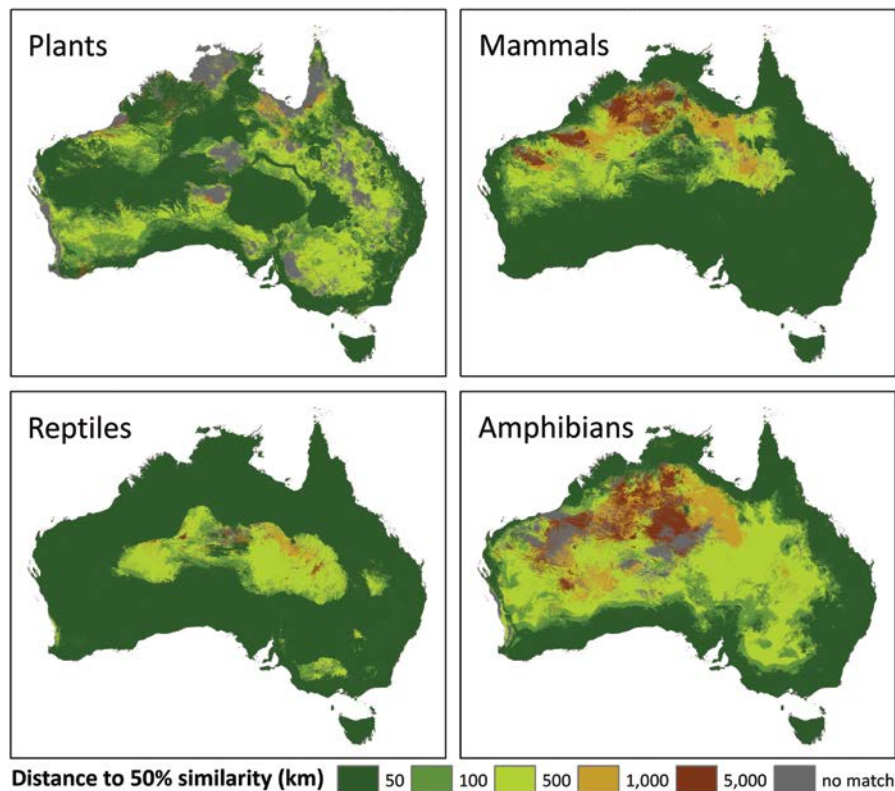 Plants
Mammals
Reptiles
Amphibians
Distance to 50% similarity (km) 50 100 500 1,000 5,000 no match